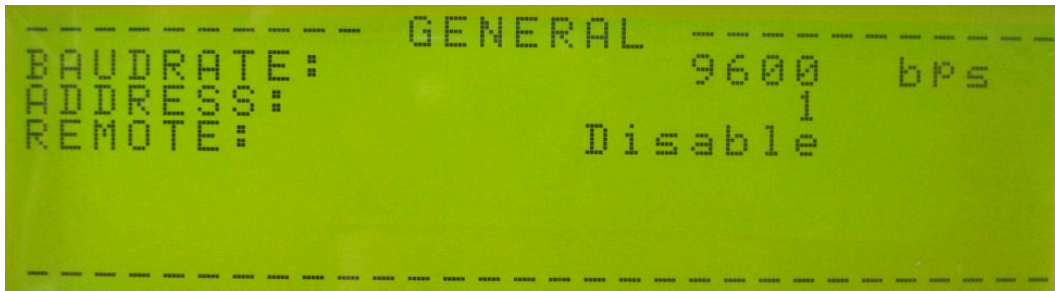 ---------- GENERAL -----------
BAUDRATE: 9600 bps
ADDRESS: 1
REMOTE: Disable
------------------------------